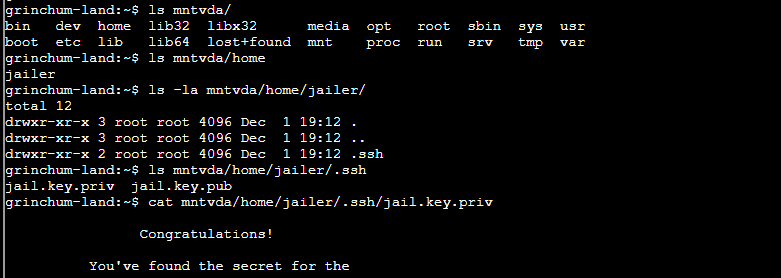 grinchum-land:~$ ls mntvda/
bin   dev  home  lib32  libx32      media  opt   root  sbin  sys  usr
boot  etc  lib   lib64  lost+found  mnt    proc  run   srv   tmp  var
grinchum-land:~$ ls mntvda/home
jailer
grinchum-land:~$ ls -la mntvda/home/jailer/
total 12
drwxr-xr-x 3 root root 4096 Dec  1 19:12 .
drwxr-xr-x 3 root root 4096 Dec  1 19:12 ..
drwxr-xr-x 2 root root 4096 Dec  1 19:12 .ssh
grinchum-land:~$ ls mntvda/home/jailer/.ssh
jail.key.priv  jail.key.pub
grinchum-land:~$ cat mntvda/home/jailer/.ssh/jail.key.priv
Congratulations!
You've found the secret for the